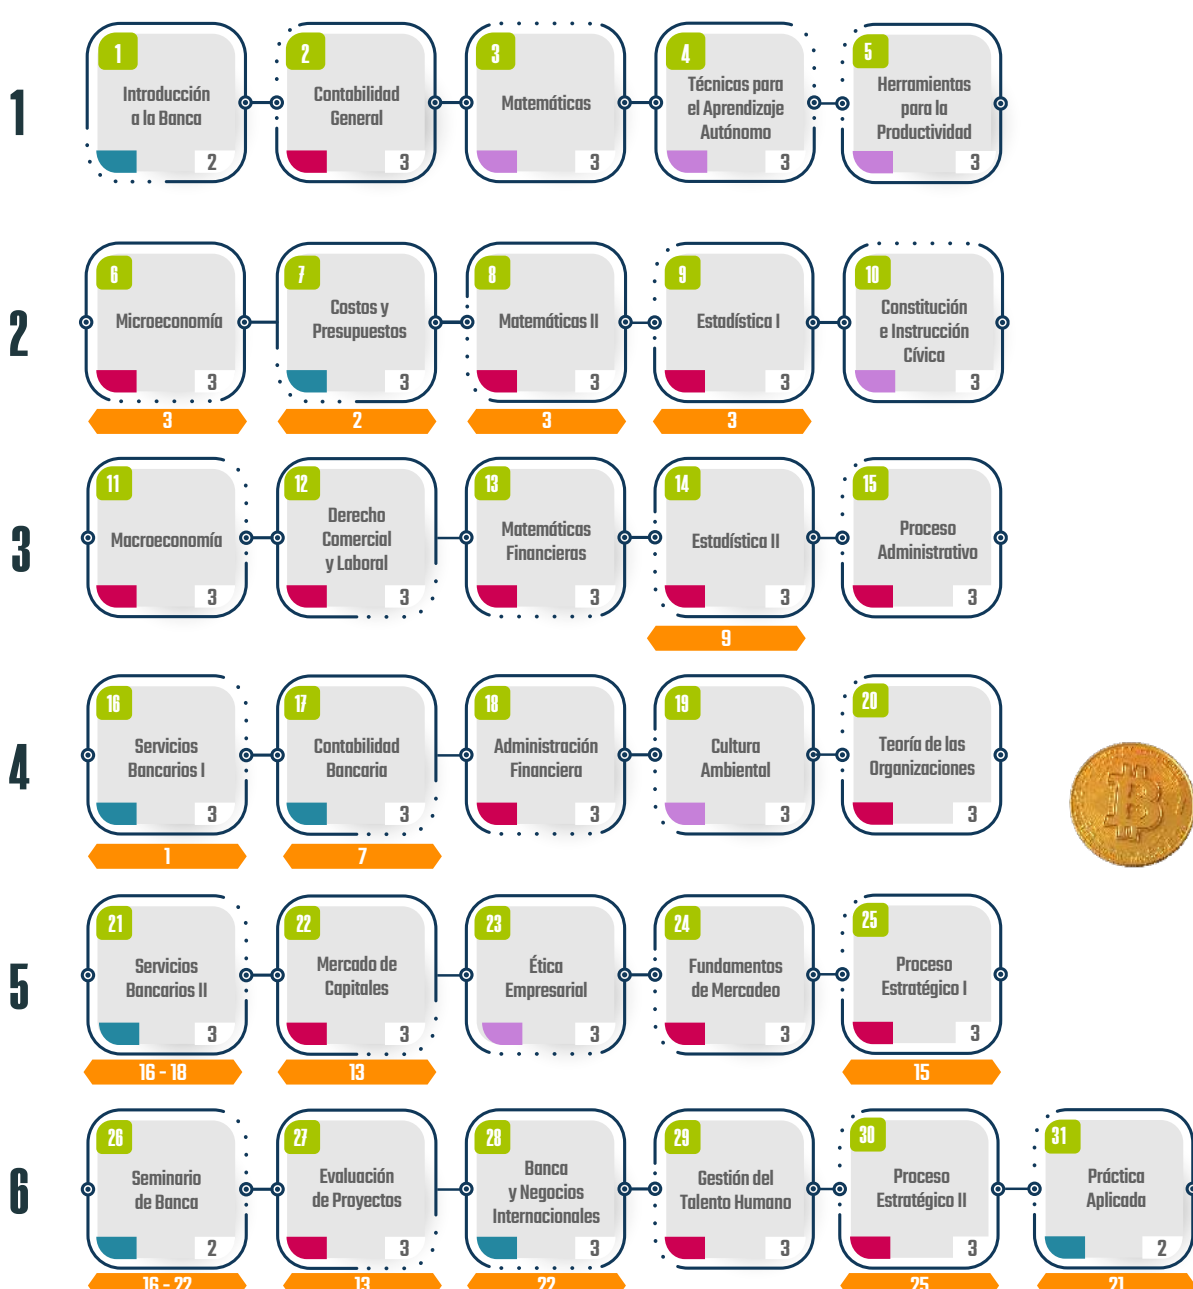 1
1
Introducción
a la Banca
2
2
Contabilidad
General
3
3
Matemáticas
3
4
Técnicas para
el Aprendizaje
Autónomo
3
5
Herramientas
para la
Productividad
3
2
6
Microeconomía
3
3
7
Costos y
Presupuestos
3
2
8
Matemáticas II
3
3
9
Estadística I
3
3
10
Constitución
e Instrucción
Cívica
3
3
11
Macroeconomía
3
12
Derecho
Comercial
y Laboral
3
13
Matemáticas
Financieras
3
14
Estadística II
3
9
15
Proceso
Administrativo
3
4
16
Servicios
Bancarios I
3
1
17
Contabilidad
Bancaria
3
7
18
Administración
Financiera
3
19
Cultura
Ambiental
3
20
Teoría de las
Organizaciones
3
B
5
21
Servicios
Bancarios II
3
16 - 18
22
Mercado de
Capitales
3
13
23
Ética
Empresarial
3
24
Fundamentos
de Mercadeo
3
25
Proceso
Estratégico I
3
15
6
26
Seminario
de Banca
2
16 - 22
27
Evaluación
de Proyectos
3
13
28
Banca
y Negocios
Internacionales
3
22
29
Gestión del
Talento Humano
3
30
Proceso
Estratégico II
3
25
31
Práctica
Aplicada
2
21